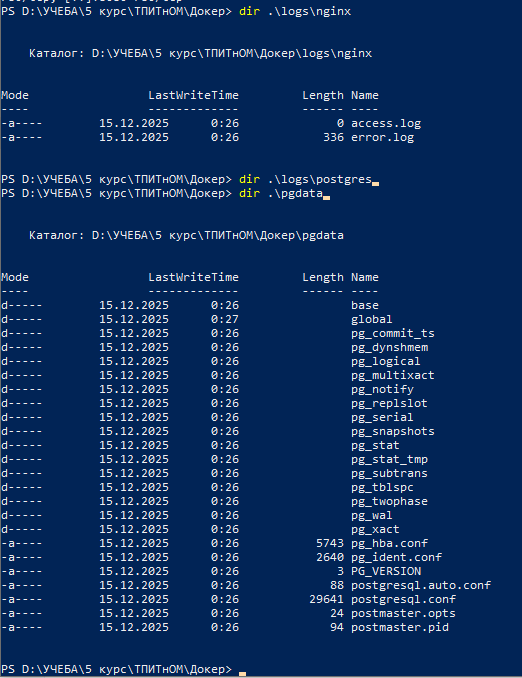 PS D:\УЧЕБА\5 курс\ТПИТнОМ\Докер> dir .\logs\nginx
Каталог: D:\УЧЕБА\5 курс\ТПИТнОМ\Докер\logs\nginx
Mode LastWriteTime Length Name
---- ------------- ------ ----
-a---- 15.12.2025 0:26 0 access.log
-a---- 15.12.2025 0:26 336 error.log
PS D:\УЧЕБА\5 курс\ТПИТнОМ\Докер> dir .\logs\postgres
PS D:\УЧЕБА\5 курс\ТПИТнОМ\Докер> dir .\pgdata
Каталог: D:\УЧЕБА\5 курс\ТПИТнОМ\Докер\pgdata
Mode LastWriteTime Length Name
---- ------------- ------ ----
d----- 15.12.2025 0:26 base
d----- 15.12.2025 0:27 global
d----- 15.12.2025 0:26 pg_commit_ts
d----- 15.12.2025 0:26 pg_dynshmem
d----- 15.12.2025 0:26 pg_logical
d----- 15.12.2025 0:26 pg_multixact
d----- 15.12.2025 0:26 pg_notify
d----- 15.12.2025 0:26 pg_replslot
d----- 15.12.2025 0:26 pg_serial
d----- 15.12.2025 0:26 pg_snapshots
d----- 15.12.2025 0:26 pg_stat
d----- 15.12.2025 0:26 pg_stat_tmp
d----- 15.12.2025 0:26 pg_subtrans
d----- 15.12.2025 0:26 pg_tblspc
d----- 15.12.2025 0:26 pg_twophase
d----- 15.12.2025 0:26 pg_wal
d----- 15.12.2025 0:26 pg_xact
-a---- 15.12.2025 0:26 5743 pg_hba.conf
-a---- 15.12.2025 0:26 2640 pg_ident.conf
-a---- 15.12.2025 0:26 3 PG_VERSION
-a---- 15.12.2025 0:26 88 postgresql.auto.conf
-a---- 15.12.2025 0:26 29641 postgresql.conf
-a---- 15.12.2025 0:26 24 postmaster.opts
-a---- 15.12.2025 0:26 94 postmaster.pid
PS D:\УЧЕБА\5 курс\ТПИТнОМ\Докер>